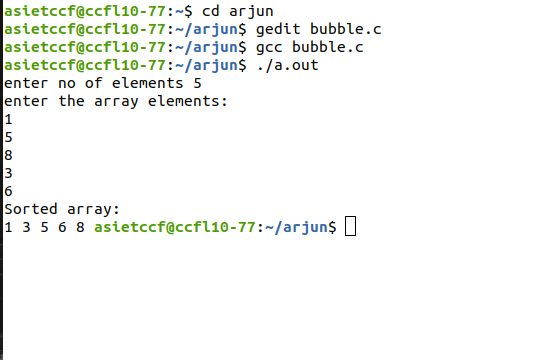 asietccf@ccfl10-77:~$ cd arjun
asietccf@ccfl10-77:~/arjun$ gedit bubble.c
asietccf@ccfl10-77:~/arjun$ gcc bubble.c
asietccf@ccfl10-77:~/arjun$ ./a.out
enter no of elements 5
enter the array elements:
1
5
8
3
6
Sorted array:
1 3 5 6 8 asietccf@ccfl10-77:~/arjun$